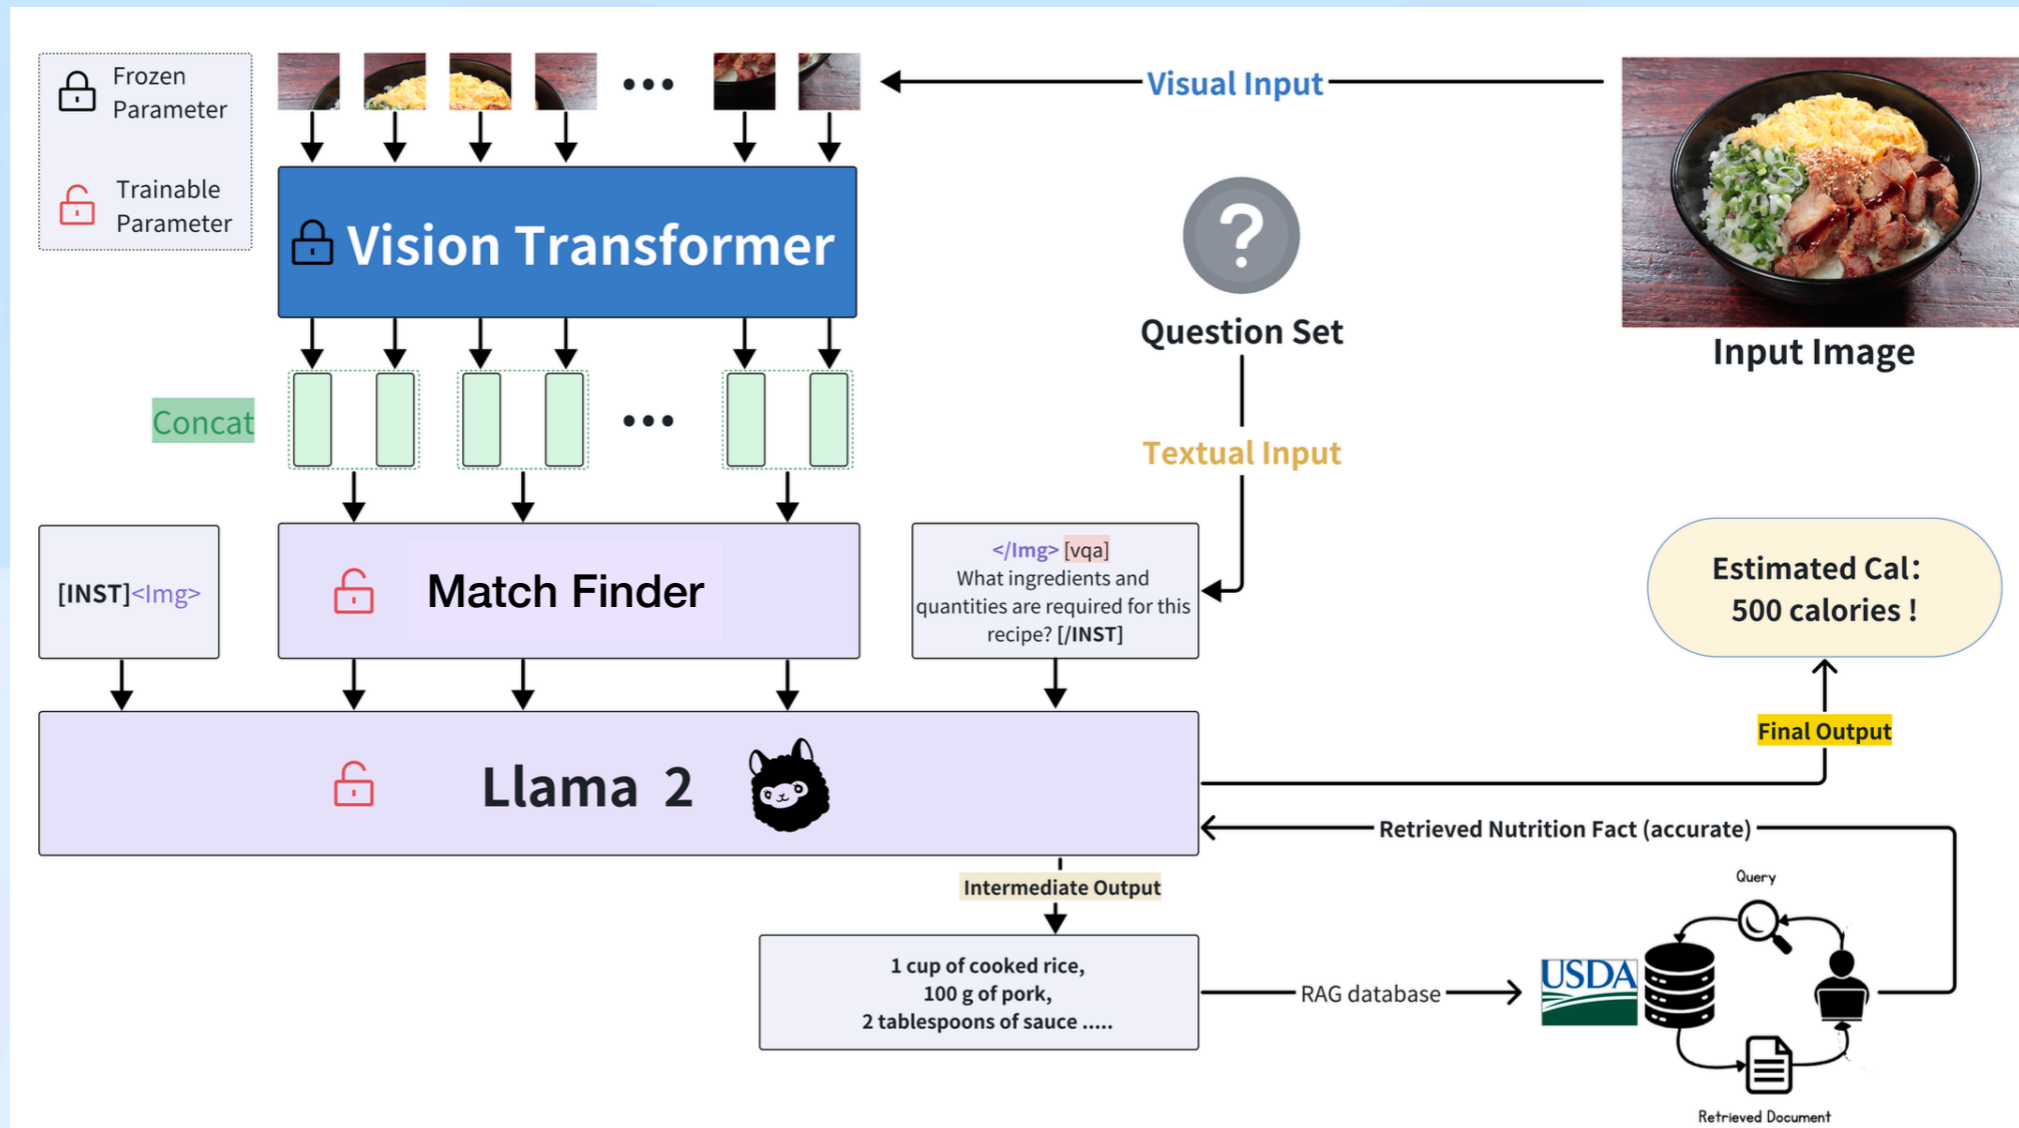 Frozen
Parameter
Trainable
Parameter
Visual Input
Input Image
Vision Transformer
Question Set
Concat
Textual Input
[INST]<Img>
Match Finder
</Img> [vqa]
What ingredients and
quantities are required for this
recipe? [/INST]
Estimated Cal:
500 calories !
Llama 2
Final Output
Retrieved Nutrition Fact (accurate)
Intermediate Output
1 cup of cooked rice,
100 g of pork,
2 tablespoons of sauce .....
RAG database
USDA
Query
Retrieved Document